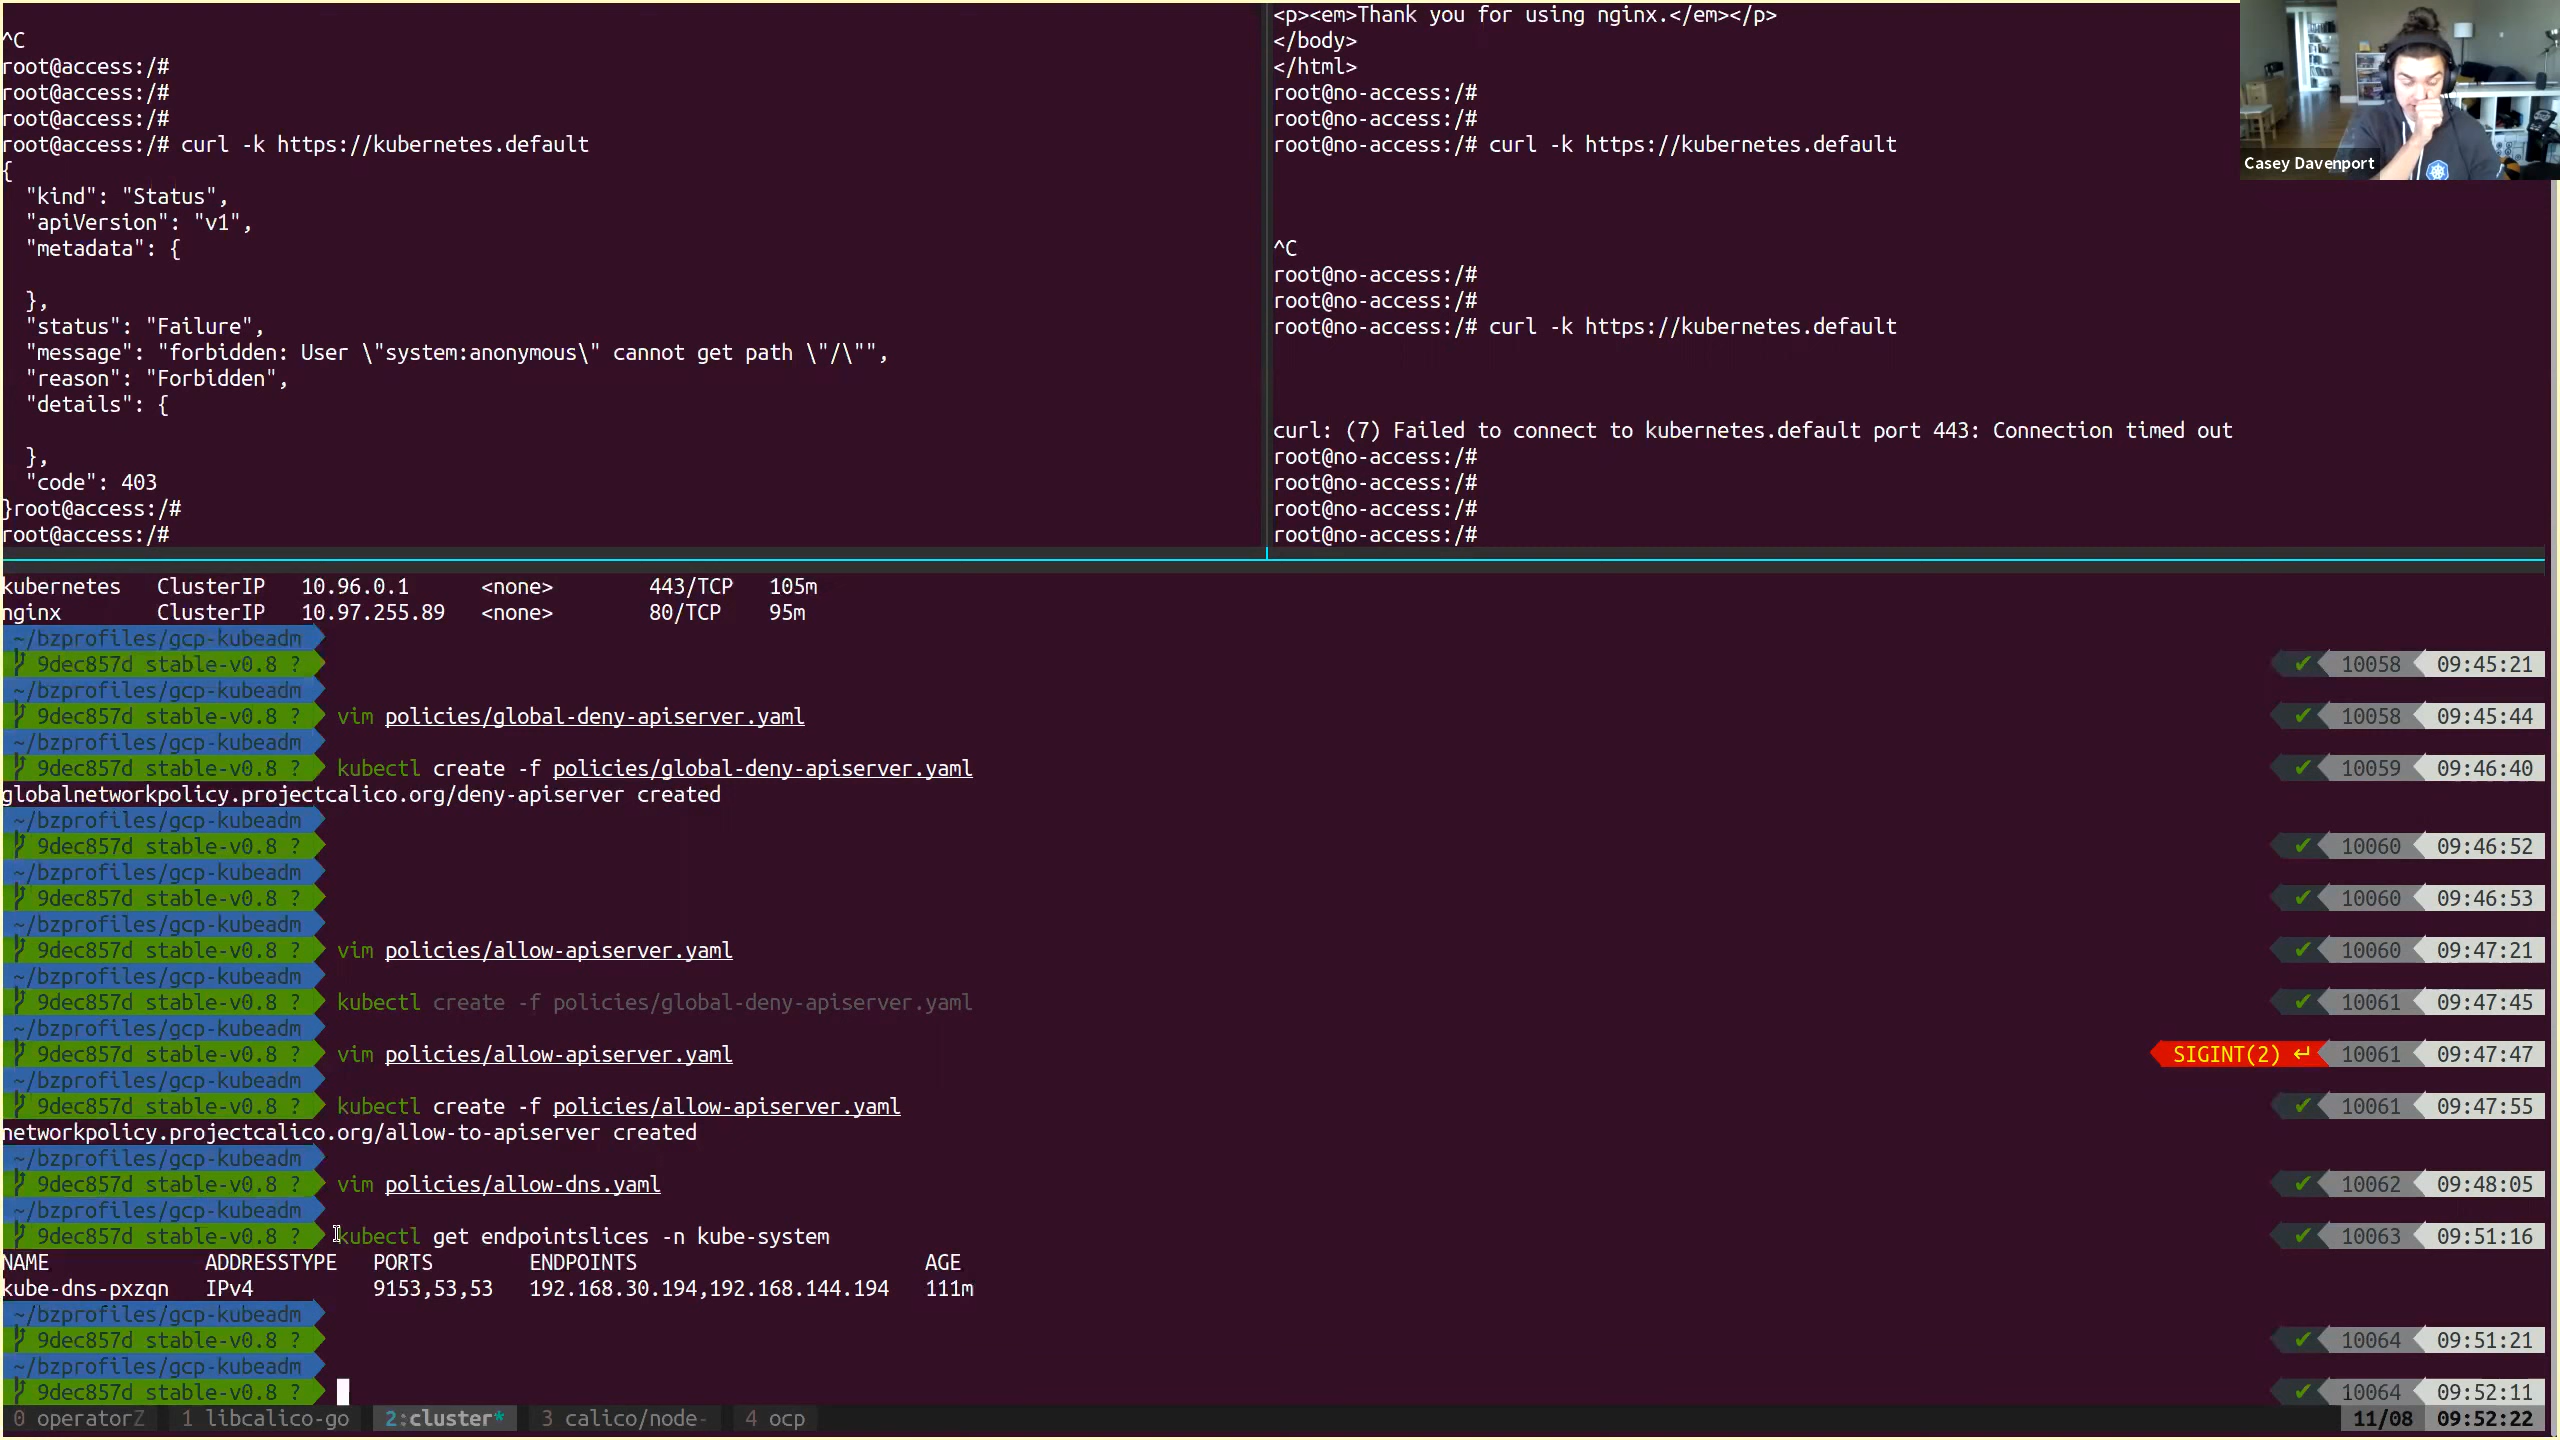 ^C
root@access:/#
root@access:/#
root@access:/#
root@access:/# curl -k https://kubernetes.default
{
  "kind": "Status",
  "apiVersion": "v1",
  "metadata": {

  },
  "status": "Failure",
  "message": "forbidden: User \"system:anonymous\" cannot get path \"/\"",
  "reason": "Forbidden",
  "details": {

  },
  "code": 403
}root@access:/#
root@access:/#
<p><em>Thank you for using nginx.</em></p>
</body>
</html>
root@no-access:/#
root@no-access:/#
root@no-access:/# curl -k https://kubernetes.default
^C
root@no-access:/#
root@no-access:/#
root@no-access:/# curl -k https://kubernetes.default
curl: (7) Failed to connect to kubernetes.default port 443: Connection timed out
root@no-access:/#
root@no-access:/#
root@no-access:/#
root@no-access:/#
Casey Davenport
kubernetes   ClusterIP   10.96.0.1      <none>        443/TCP   105m
nginx        ClusterIP   10.97.255.89   <none>        80/TCP    95m
~/bzprofiles/gcp-kubeadm
9dec857d stable-v0.8 ? ✔ 10058 09:45:21
~/bzprofiles/gcp-kubeadm
9dec857d stable-v0.8 ? vim policies/global-deny-apiserver.yaml ✔ 10058 09:45:44
~/bzprofiles/gcp-kubeadm
9dec857d stable-v0.8 ? kubectl create -f policies/global-deny-apiserver.yaml ✔ 10059 09:46:40
globalnetworkpolicy.projectcalico.org/deny-apiserver created
~/bzprofiles/gcp-kubeadm
9dec857d stable-v0.8 ? ✔ 10060 09:46:52
~/bzprofiles/gcp-kubeadm
9dec857d stable-v0.8 ? ✔ 10060 09:46:53
~/bzprofiles/gcp-kubeadm
9dec857d stable-v0.8 ? vim policies/allow-apiserver.yaml ✔ 10060 09:47:21
~/bzprofiles/gcp-kubeadm
9dec857d stable-v0.8 ? kubectl create -f policies/global-deny-apiserver.yaml ✔ 10061 09:47:45
~/bzprofiles/gcp-kubeadm
9dec857d stable-v0.8 ? vim policies/allow-apiserver.yaml SIGINT(2) ↵ 10061 09:47:47
~/bzprofiles/gcp-kubeadm
9dec857d stable-v0.8 ? kubectl create -f policies/allow-apiserver.yaml ✔ 10061 09:47:55
networkpolicy.projectcalico.org/allow-to-apiserver created
~/bzprofiles/gcp-kubeadm
9dec857d stable-v0.8 ? vim policies/allow-dns.yaml ✔ 10062 09:48:05
~/bzprofiles/gcp-kubeadm
9dec857d stable-v0.8 ? kubectl get endpointslices -n kube-system ✔ 10063 09:51:16
NAME             ADDRESSTYPE   PORTS        ENDPOINTS                        AGE
kube-dns-pxzqn   IPv4          9153,53,53   192.168.30.194,192.168.144.194   111m
~/bzprofiles/gcp-kubeadm
9dec857d stable-v0.8 ? ✔ 10064 09:51:21
~/bzprofiles/gcp-kubeadm
9dec857d stable-v0.8 ? ✔ 10064 09:52:11
0 operatorZ 1 libcalico-go 2:cluster* 3 calico/node- 4 ocp 11/08 09:52:22